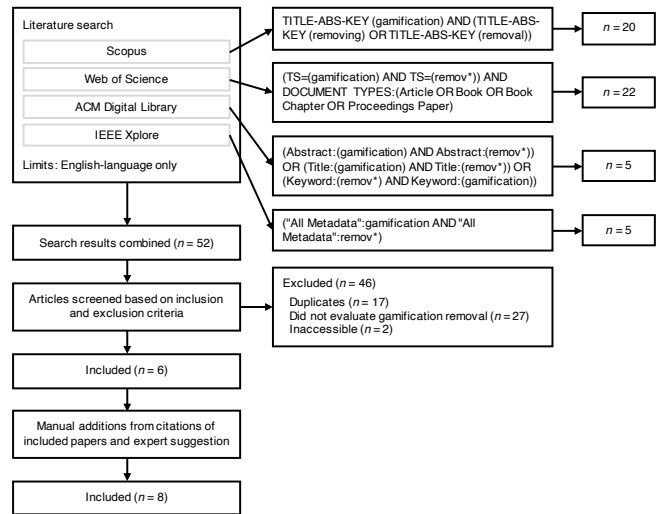 Literature search
Scopus
Web of Science
ACM Digital Library
IEEE Xplore
Limits: English-language only
TITLE-ABS-KEY (gamification) AND (TITLE-ABS-
KEY (removing) OR TITLE-ABS-KEY (removal))
n = 20
(TS=(gamification) AND TS=(remov*)) AND
DOCUMENT TYPES:(Article OR Book OR Book
Chapter OR Proceedings Paper)
n = 22
(Abstract:(gamification) AND Abstract:(remov*))
OR (Title:(gamification) AND Title:(remov*)) OR
(Keyword:(remov*) AND Keyword:(gamification))
n = 5
("All Metadata":gamification AND "All
Metadata":remov*)
n = 5
Search results combined (n = 52)
Articles screened based on inclusion
and exclusion criteria
Excluded (n = 46)
Duplicates (n = 17)
Did not evaluate gamification removal (n = 27)
Inaccessible (n = 2)
Included (n = 6)
Manual additions from citations of
included papers and expert suggestion
Included (n = 8)